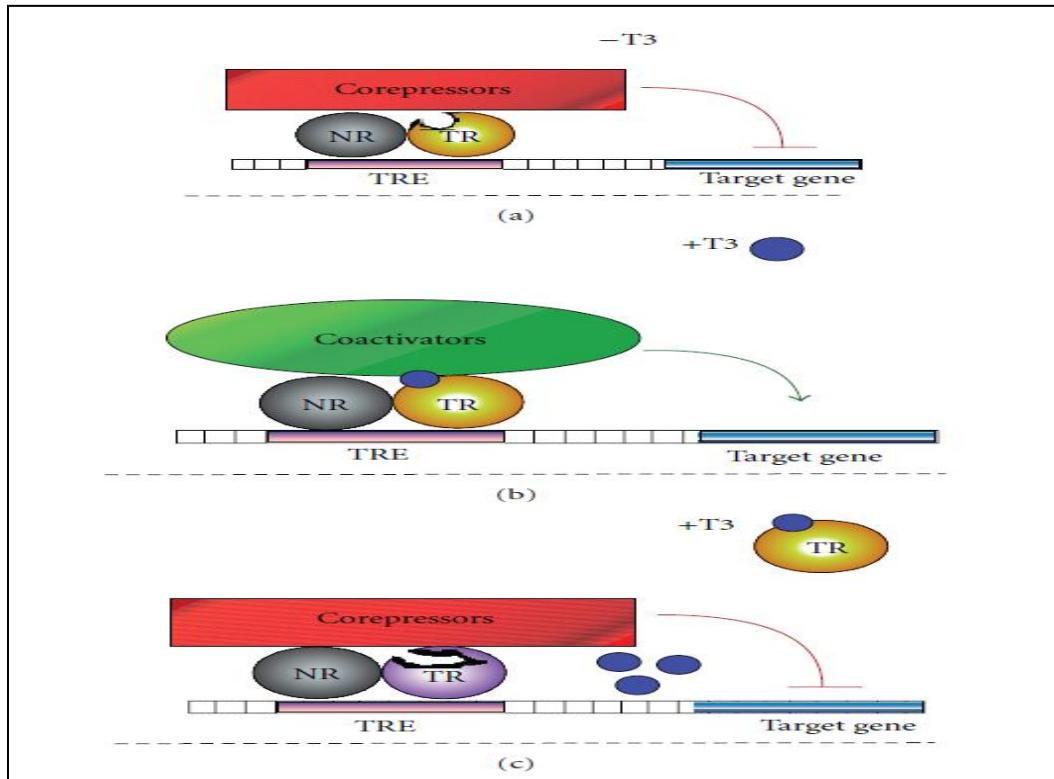 −T3
Corepressors
NR TR
TRE Target gene
(a)
+T3
Coactivators
NR TR
TRE Target gene
(b)
+T3 TR
Corepressors
NR TR
TRE Target gene
(c)